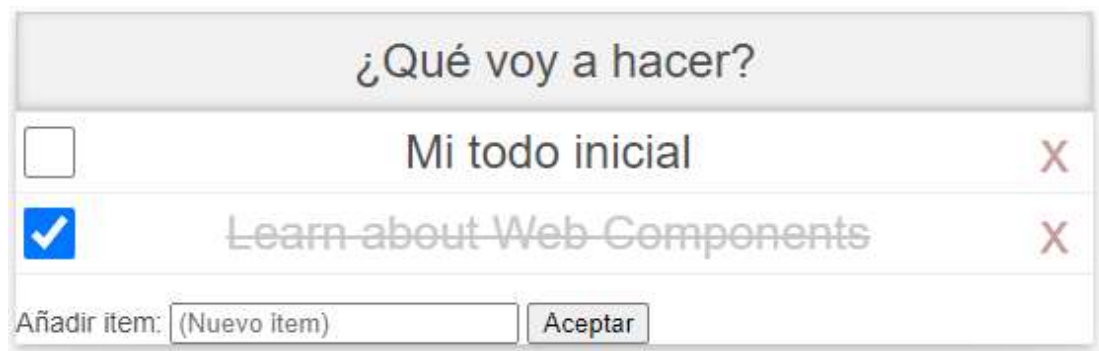 ¿Qué voy a hacer?
Mi todo inicial x
Learn about Web Components x
Añadir item: (Nuevo item) Aceptar